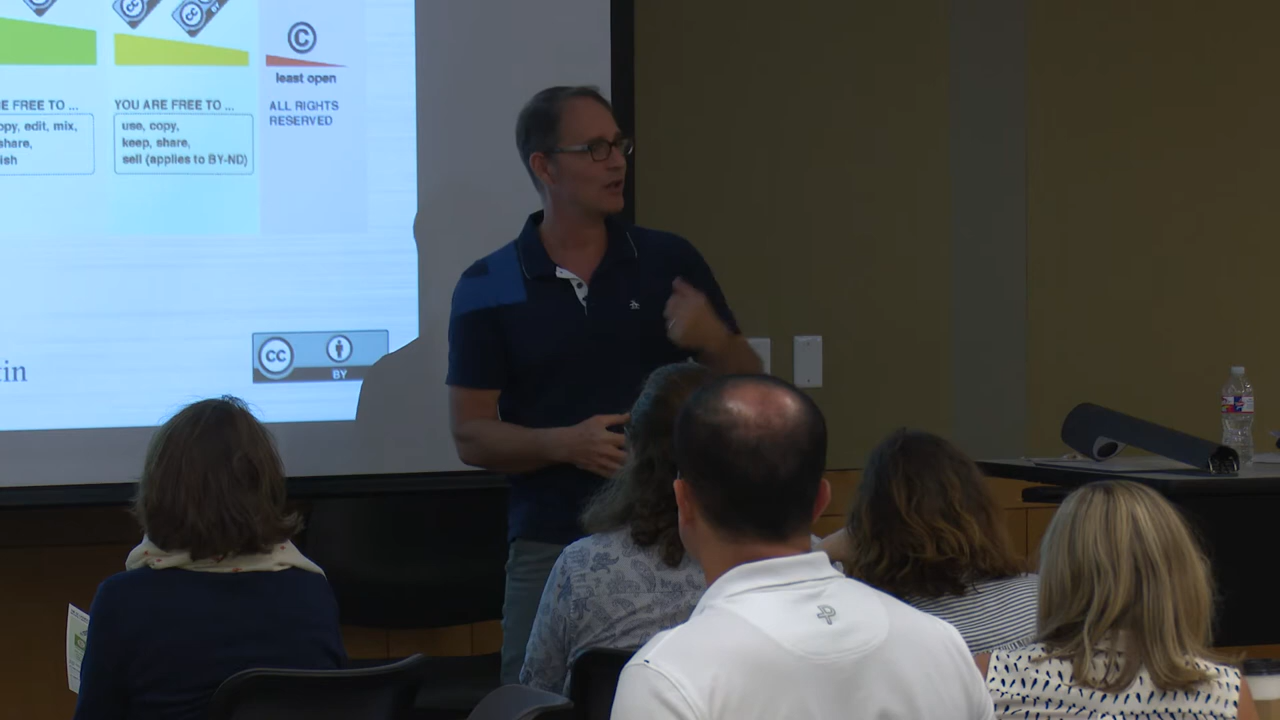 least open
E FREE TO ...
opy, edit, mix,
share,
ish
YOU ARE FREE TO ...
use, copy,
keep, share,
sell (applies to BY-ND)
ALL RIGHTS
RESERVED
tin
cc
BY